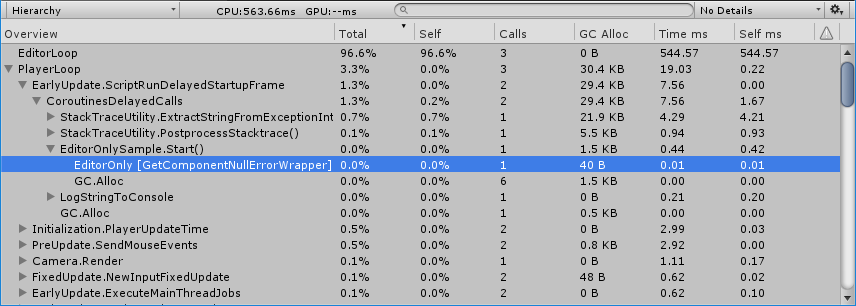 Hierarchy CPU:563.66ms GPU:--ms No Details
Overview Total Self Calls GC Alloc Time ms Self ms
EditorLoop 96.6% 96.6% 3 0 B 544.57 544.57
PlayerLoop 3.3% 0.0% 3 30.4 KB 19.03 0.22
EarlyUpdate.ScriptRunDelayedStartupFrame 1.3% 0.0% 2 29.4 KB 7.56 0.00
CoroutinesDelayedCalls 1.3% 0.2% 2 29.4 KB 7.56 1.67
StackTraceUtility.ExtractStringFromExceptionInt 0.7% 0.7% 1 21.9 KB 4.29 4.21
StackTraceUtility.PostprocessStacktrace() 0.1% 0.1% 2 5.5 KB 0.94 0.93
EditorOnlySample.Start() 0.0% 0.0% 1 1.5 KB 0.44 0.42
EditorOnly [GetComponentNullErrorWrapper] 0.0% 0.0% 1 40 B 0.01 0.01
GC.Alloc 0.0% 0.0% 6 1.5 KB 0.00 0.00
LogStringToConsole 0.0% 0.0% 1 0 B 0.21 0.20
GC.Alloc 0.0% 0.0% 1 0.5 KB 0.00 0.00
Initialization.PlayerUpdateTime 0.5% 0.0% 2 0 B 2.99 0.03
PreUpdate.SendMouseEvents 0.5% 0.0% 2 0.8 KB 2.92 0.00
Camera.Render 0.1% 0.0% 1 0 B 1.11 0.17
FixedUpdate.NewInputFixedUpdate 0.1% 0.0% 2 48 B 0.62 0.02
EarlyUpdate.ExecuteMainThreadJobs 0.1% 0.0% 2 0 B 0.62 0.10